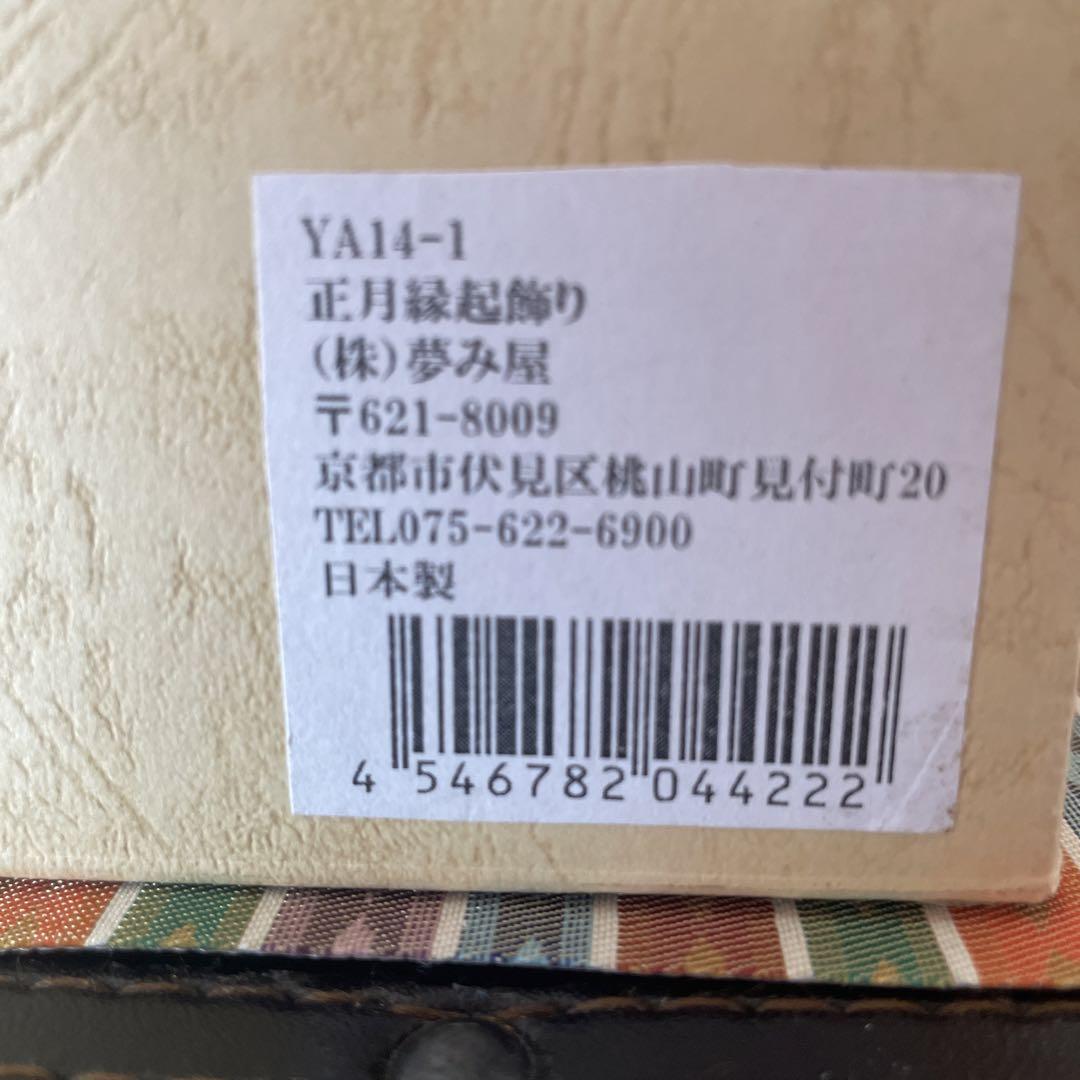 YA14-1
正月縁起飾り
(株)夢み屋
〒621-8009
京都市伏見区桃山町見付町20
TEL075-622-6900
日本製
4 546782 044222